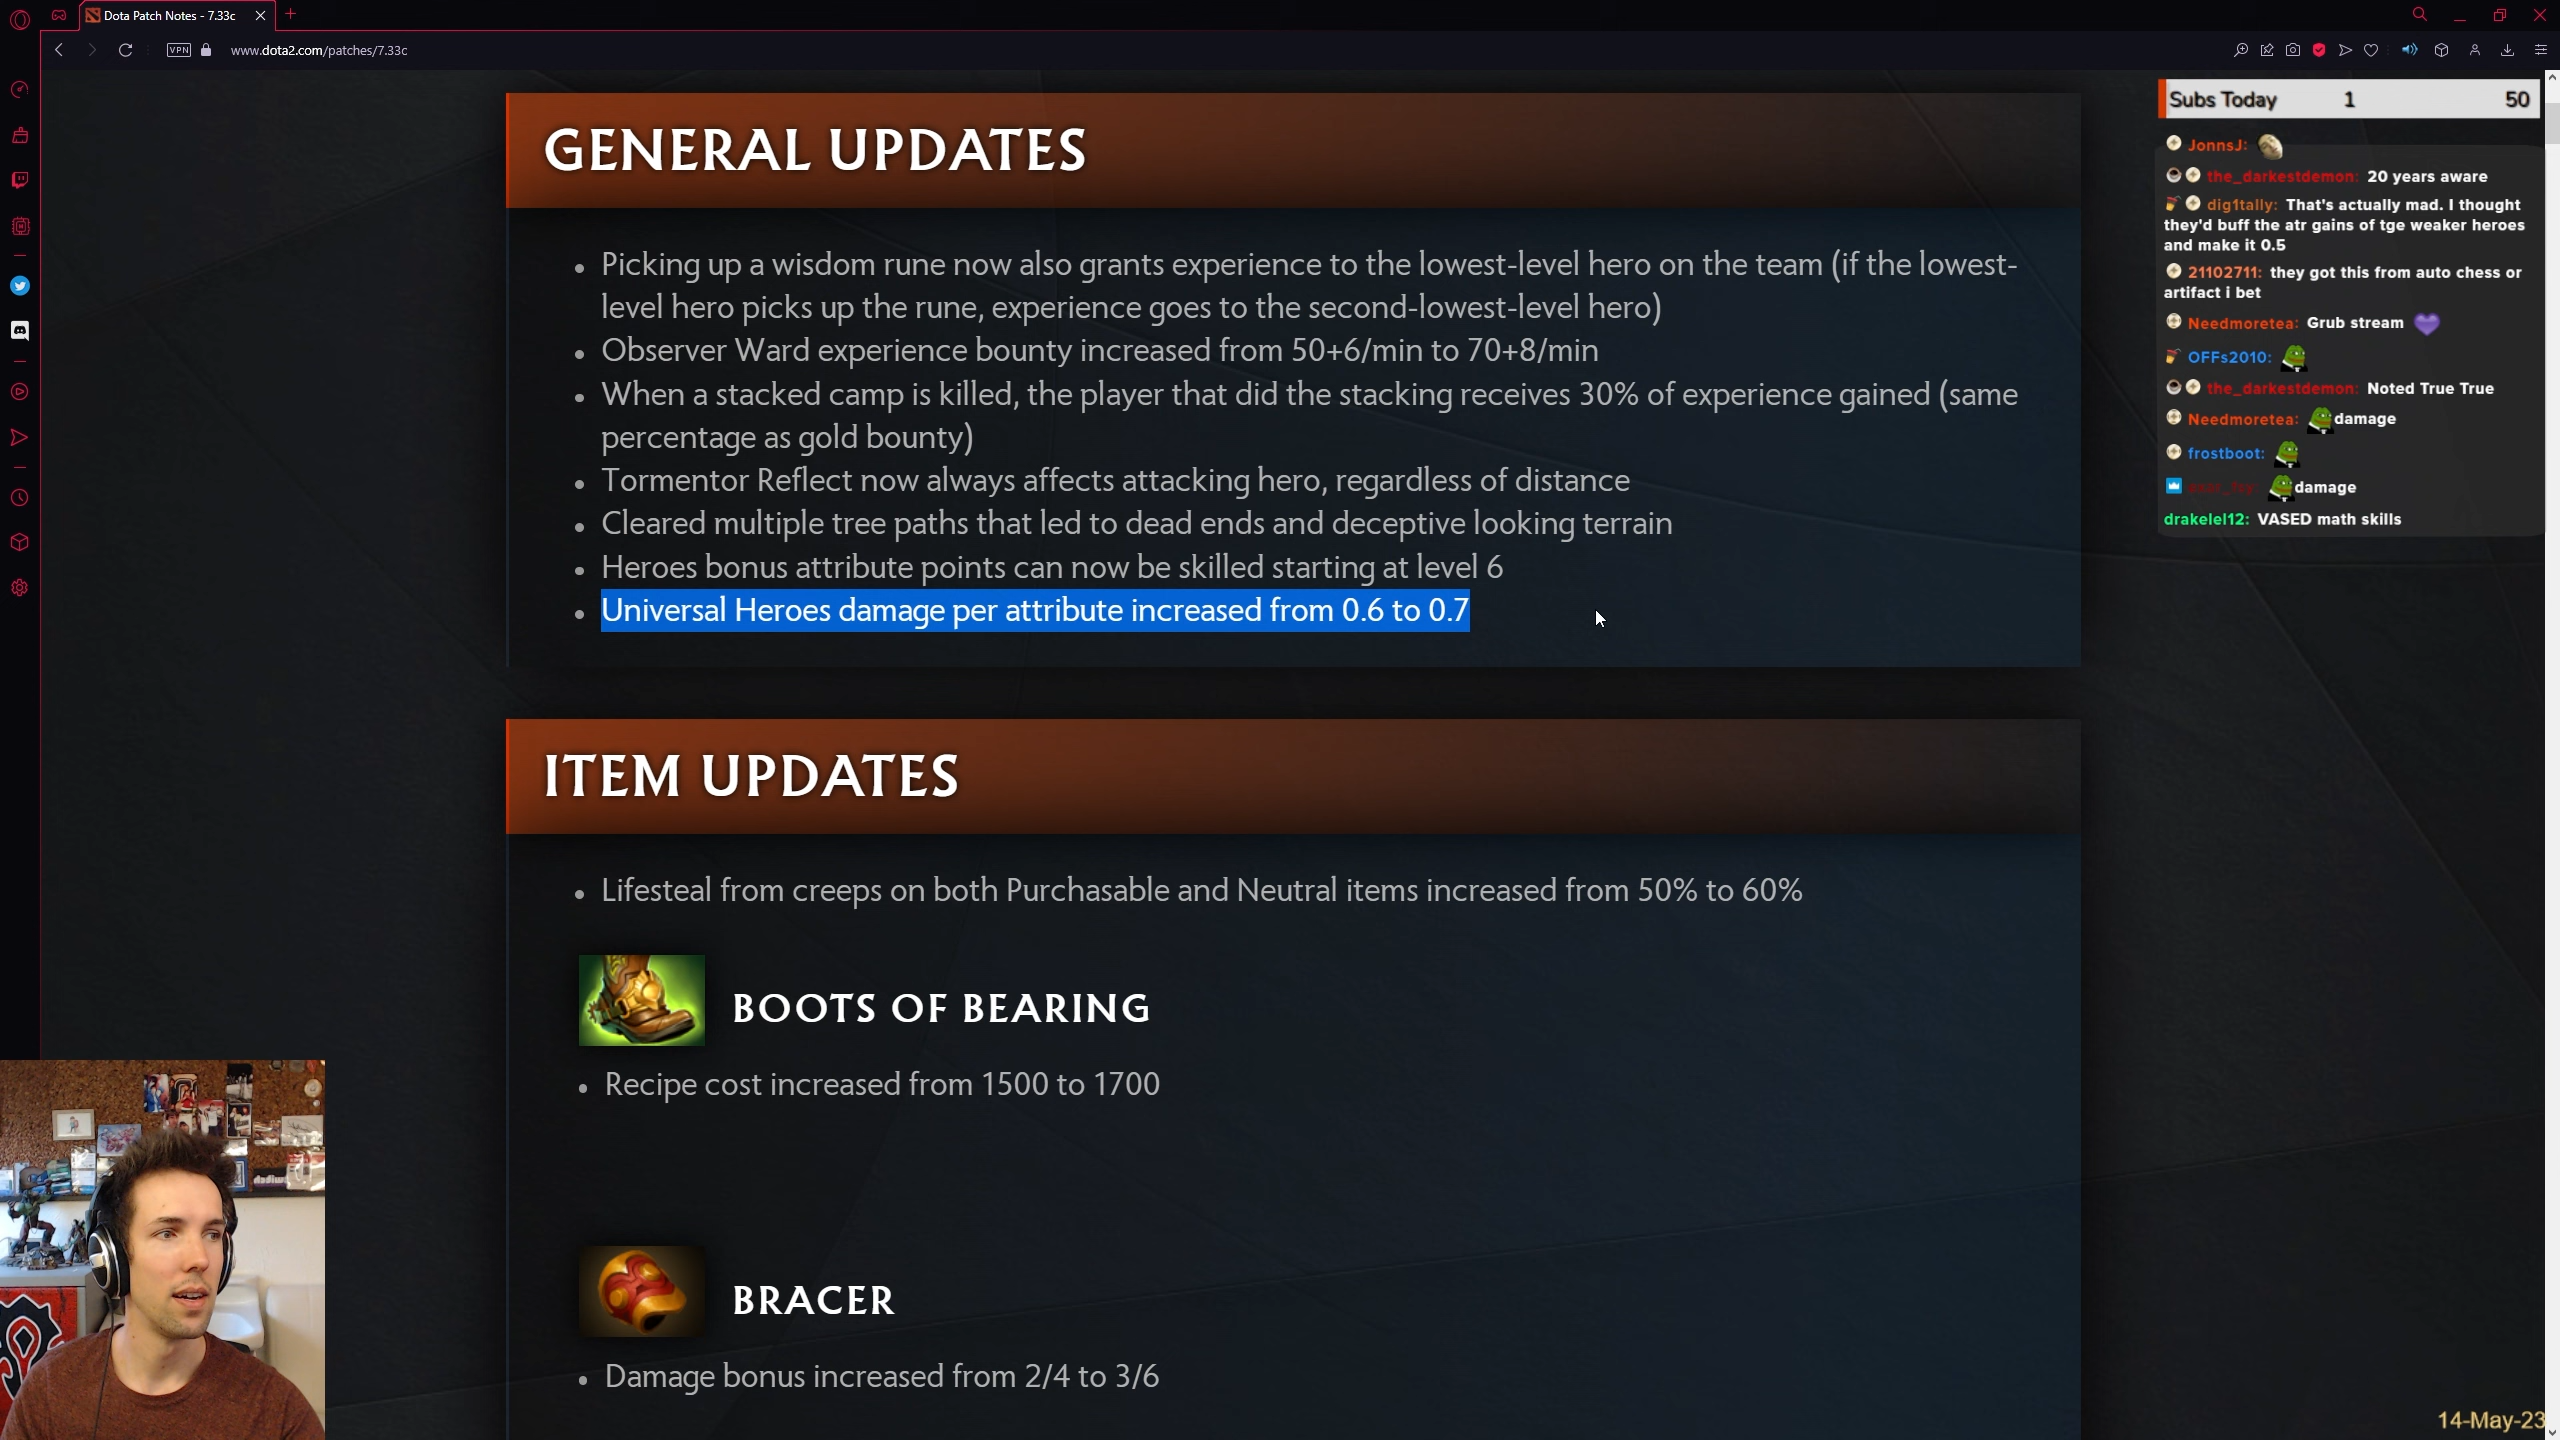 Dota Patch Notes - 7.33c
VPN
www.dota2.com/patches/7.33c
GENERAL UPDATES
Picking up a wisdom rune now also grants experience to the lowest-level hero on the team (if the lowest-
level hero picks up the rune, experience goes to the second-lowest-level hero)
Observer Ward experience bounty increased from 50+6/min to 70+8/min
When a stacked camp is killed, the player that did the stacking receives 30% of experience gained (same
percentage as gold bounty)
Tormentor Reflect now always affects attacking hero, regardless of distance
Cleared multiple tree paths that led to dead ends and deceptive looking terrain
Heroes bonus attribute points can now be skilled starting at level 6
Universal Heroes damage per attribute increased from 0.6 to 0.7
ITEM UPDATES
Lifesteal from creeps on both Purchasable and Neutral items increased from 50% to 60%
BOOTS OF BEARING
Recipe cost increased from 1500 to 1700
BRACER
Damage bonus increased from 2/4 to 3/6
Subs Today 1 50
JonnsJ:
the_darkestdemon: 20 years aware
dig1tally: That's actually mad. I thought
they'd buff the atr gains of tge weaker heroes
and make it 0.5
21102711: they got this from auto chess or
artifact i bet
Needmoretea: Grub stream
OFFs2010:
the_darkestdemon: Noted True True
Needmoretea: damage
frostboot:
damage
drakelel12: VASED math skills
14-May-23